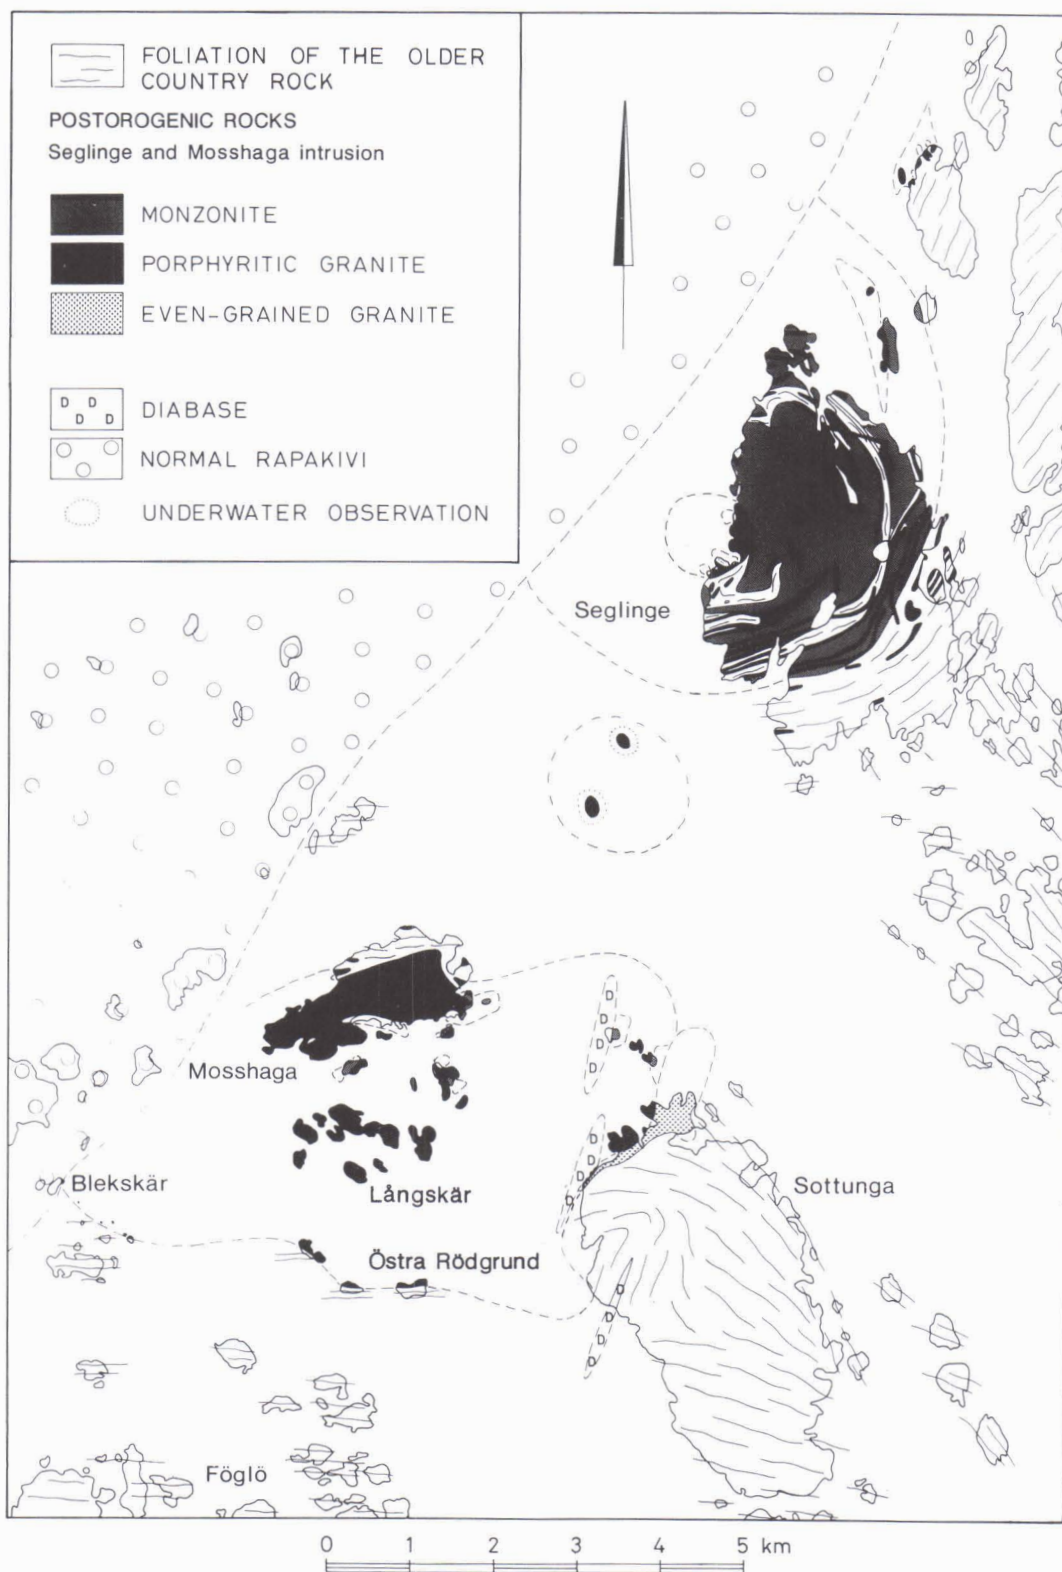 FOLIATION OF THE OLDER
COUNTRY ROCK
POSTOROGENIC ROCKS
Seglinge and Mosshaga intrusion
MONZONITE
PORPHYRITIC GRANITE
EVEN-GRAINED GRANITE
D D
D D
DIABASE
NORMAL RAPAKIVI
UNDERWATER OBSERVATION
Seglinge
D
D
D
D
Mosshaga
D
D
D
D
Blekskär
Långskär
Sottunga
Östra Rödgrund
D
D
D
D
Föglö
0 1 2 3 4 5 km